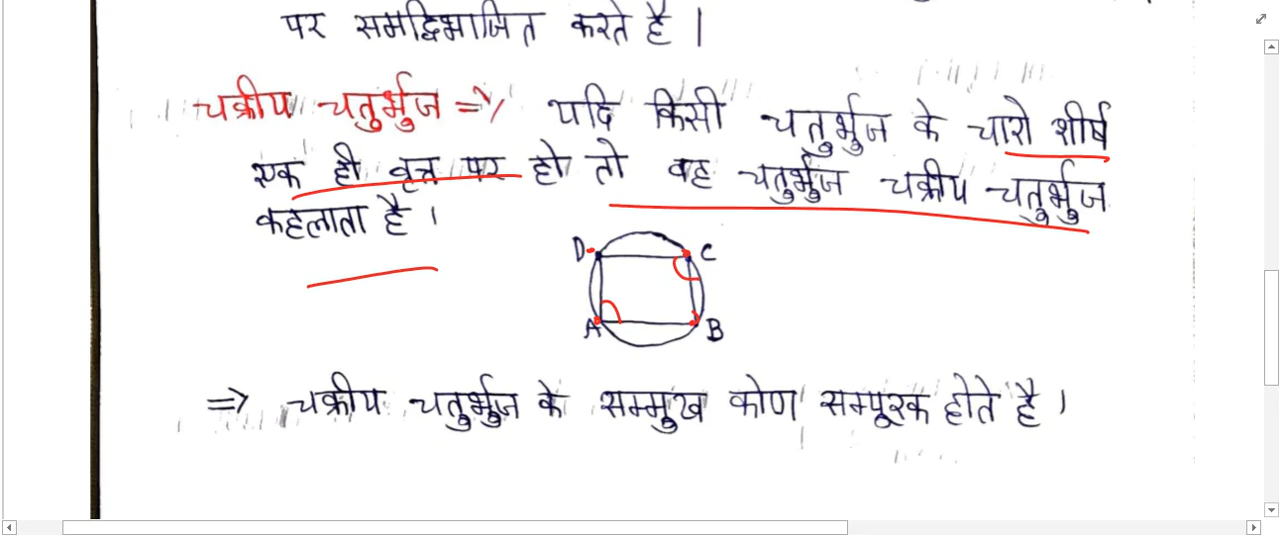 पर समद्विभाजित करते है ।
चक्रीय चतुर्भुज => यदि किसी चतुर्भुज के चारो शीर्ष
एक ही वृत्त पर हो तो वह चतुर्भुज चक्रीय चतुर्भुज
कहलाता है ।
D C
A B
=> चक्रीय चतुर्भुज के सम्मुख कोण सम्पूरक होते है ।